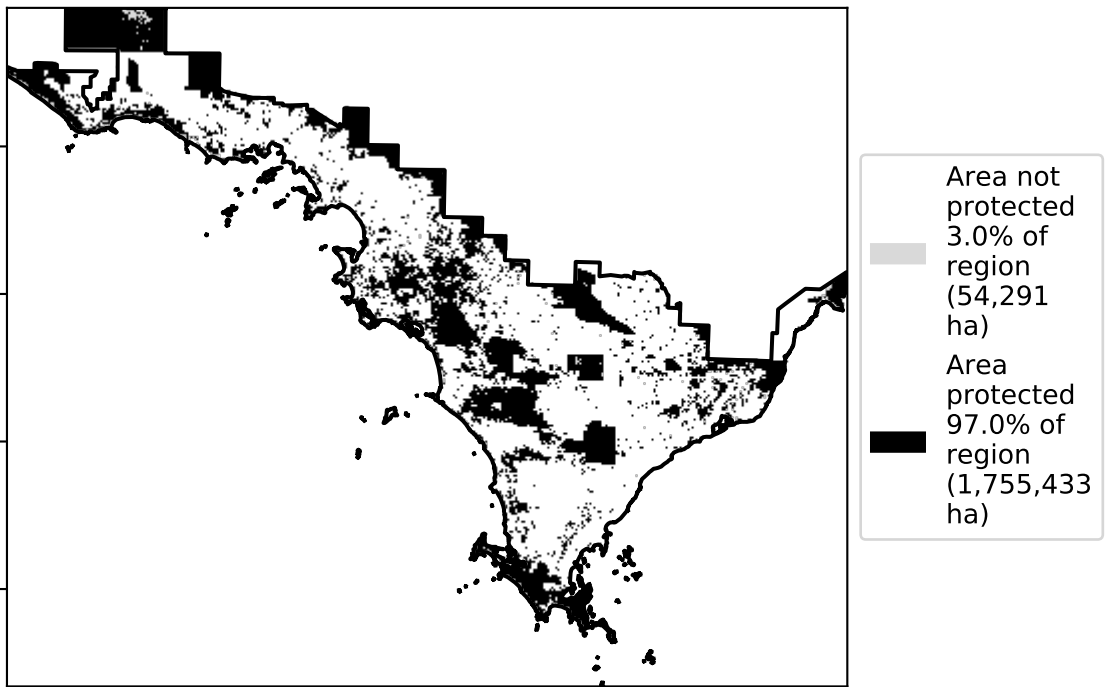 Area not
protected
3.0% of
region
(54,291
ha)
Area
protected
97.0% of
region
(1,755,433
ha)